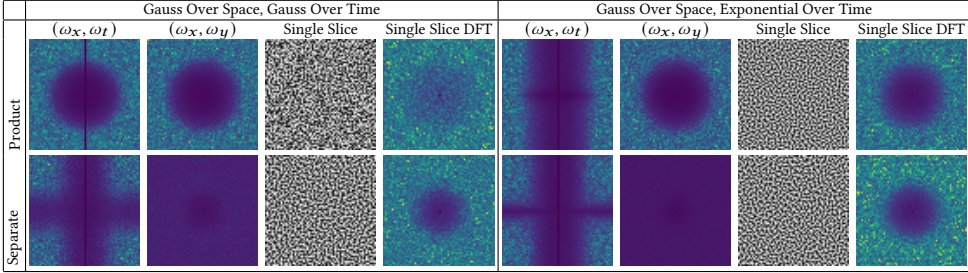 Gauss Over Space, Gauss Over Time Gauss Over Space, Exponential Over Time
(ωx, ωt) (ωx, ωy) Single Slice Single Slice DFT (ωx, ωt) (ωx, ωy) Single Slice Single Slice DFT
Product
Separate